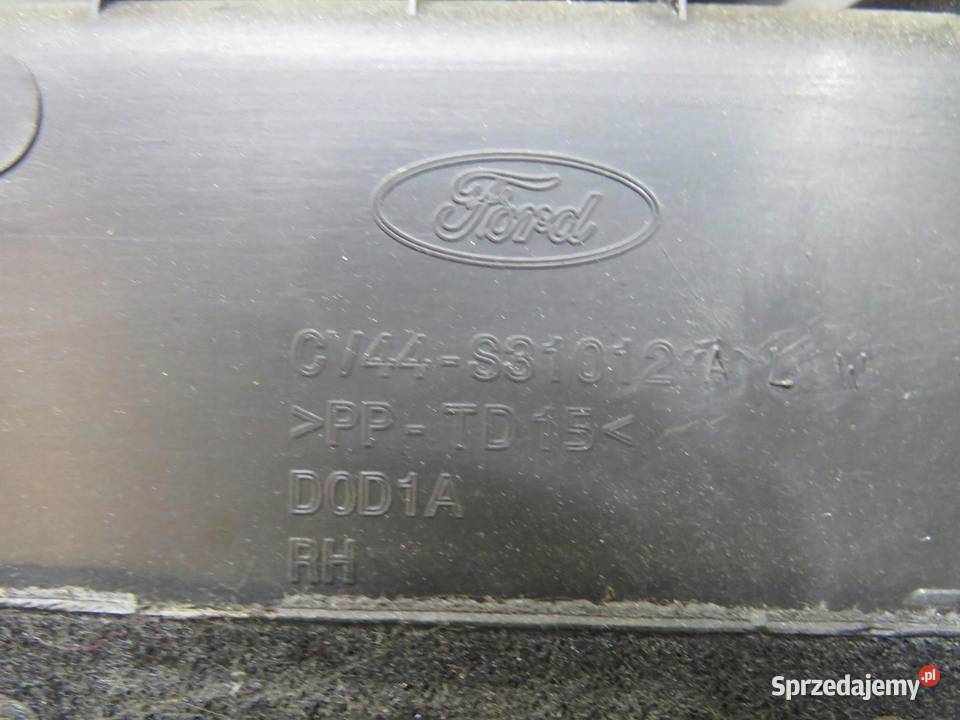 Ford
CV44-S31012-A
>PP-TD15<
D0D1A
RH
Sprzedajemy.pl